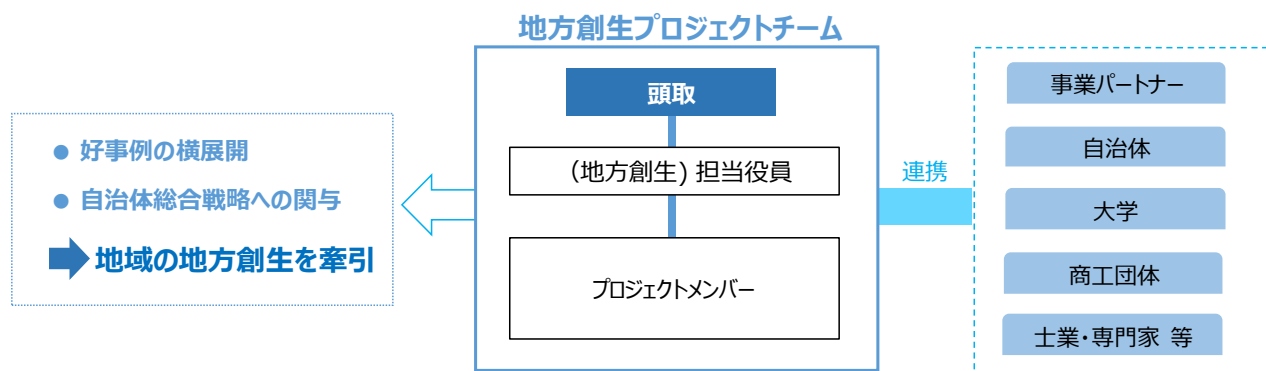 地方創生プロジェクトチーム
頭取
(地方創生) 担当役員
プロジェクトメンバー
● 好事例の横展開
● 自治体総合戦略への関与
地域の地方創生を牽引
連携
事業パートナー
自治体
大学
商工団体
士業・専門家 等